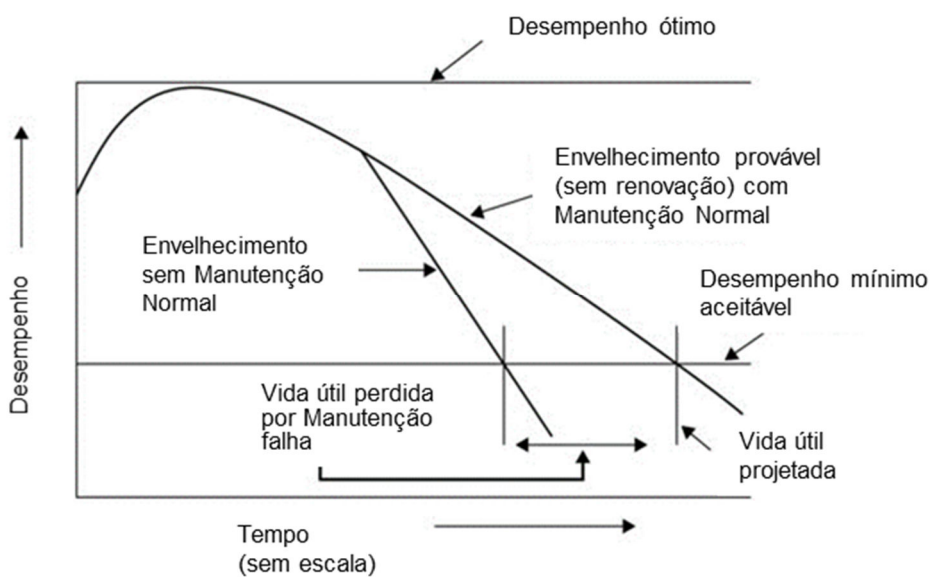 Desempenho ótimo
Envelhecimento provável
(sem renovação) com
Manutenção Normal
Envelhecimento
sem Manutenção
Normal
Desempenho mínimo
aceitável
Desempenho
Vida útil perdida
por Manutenção
falha
Vida útil
projetada
Tempo
(sem escala)